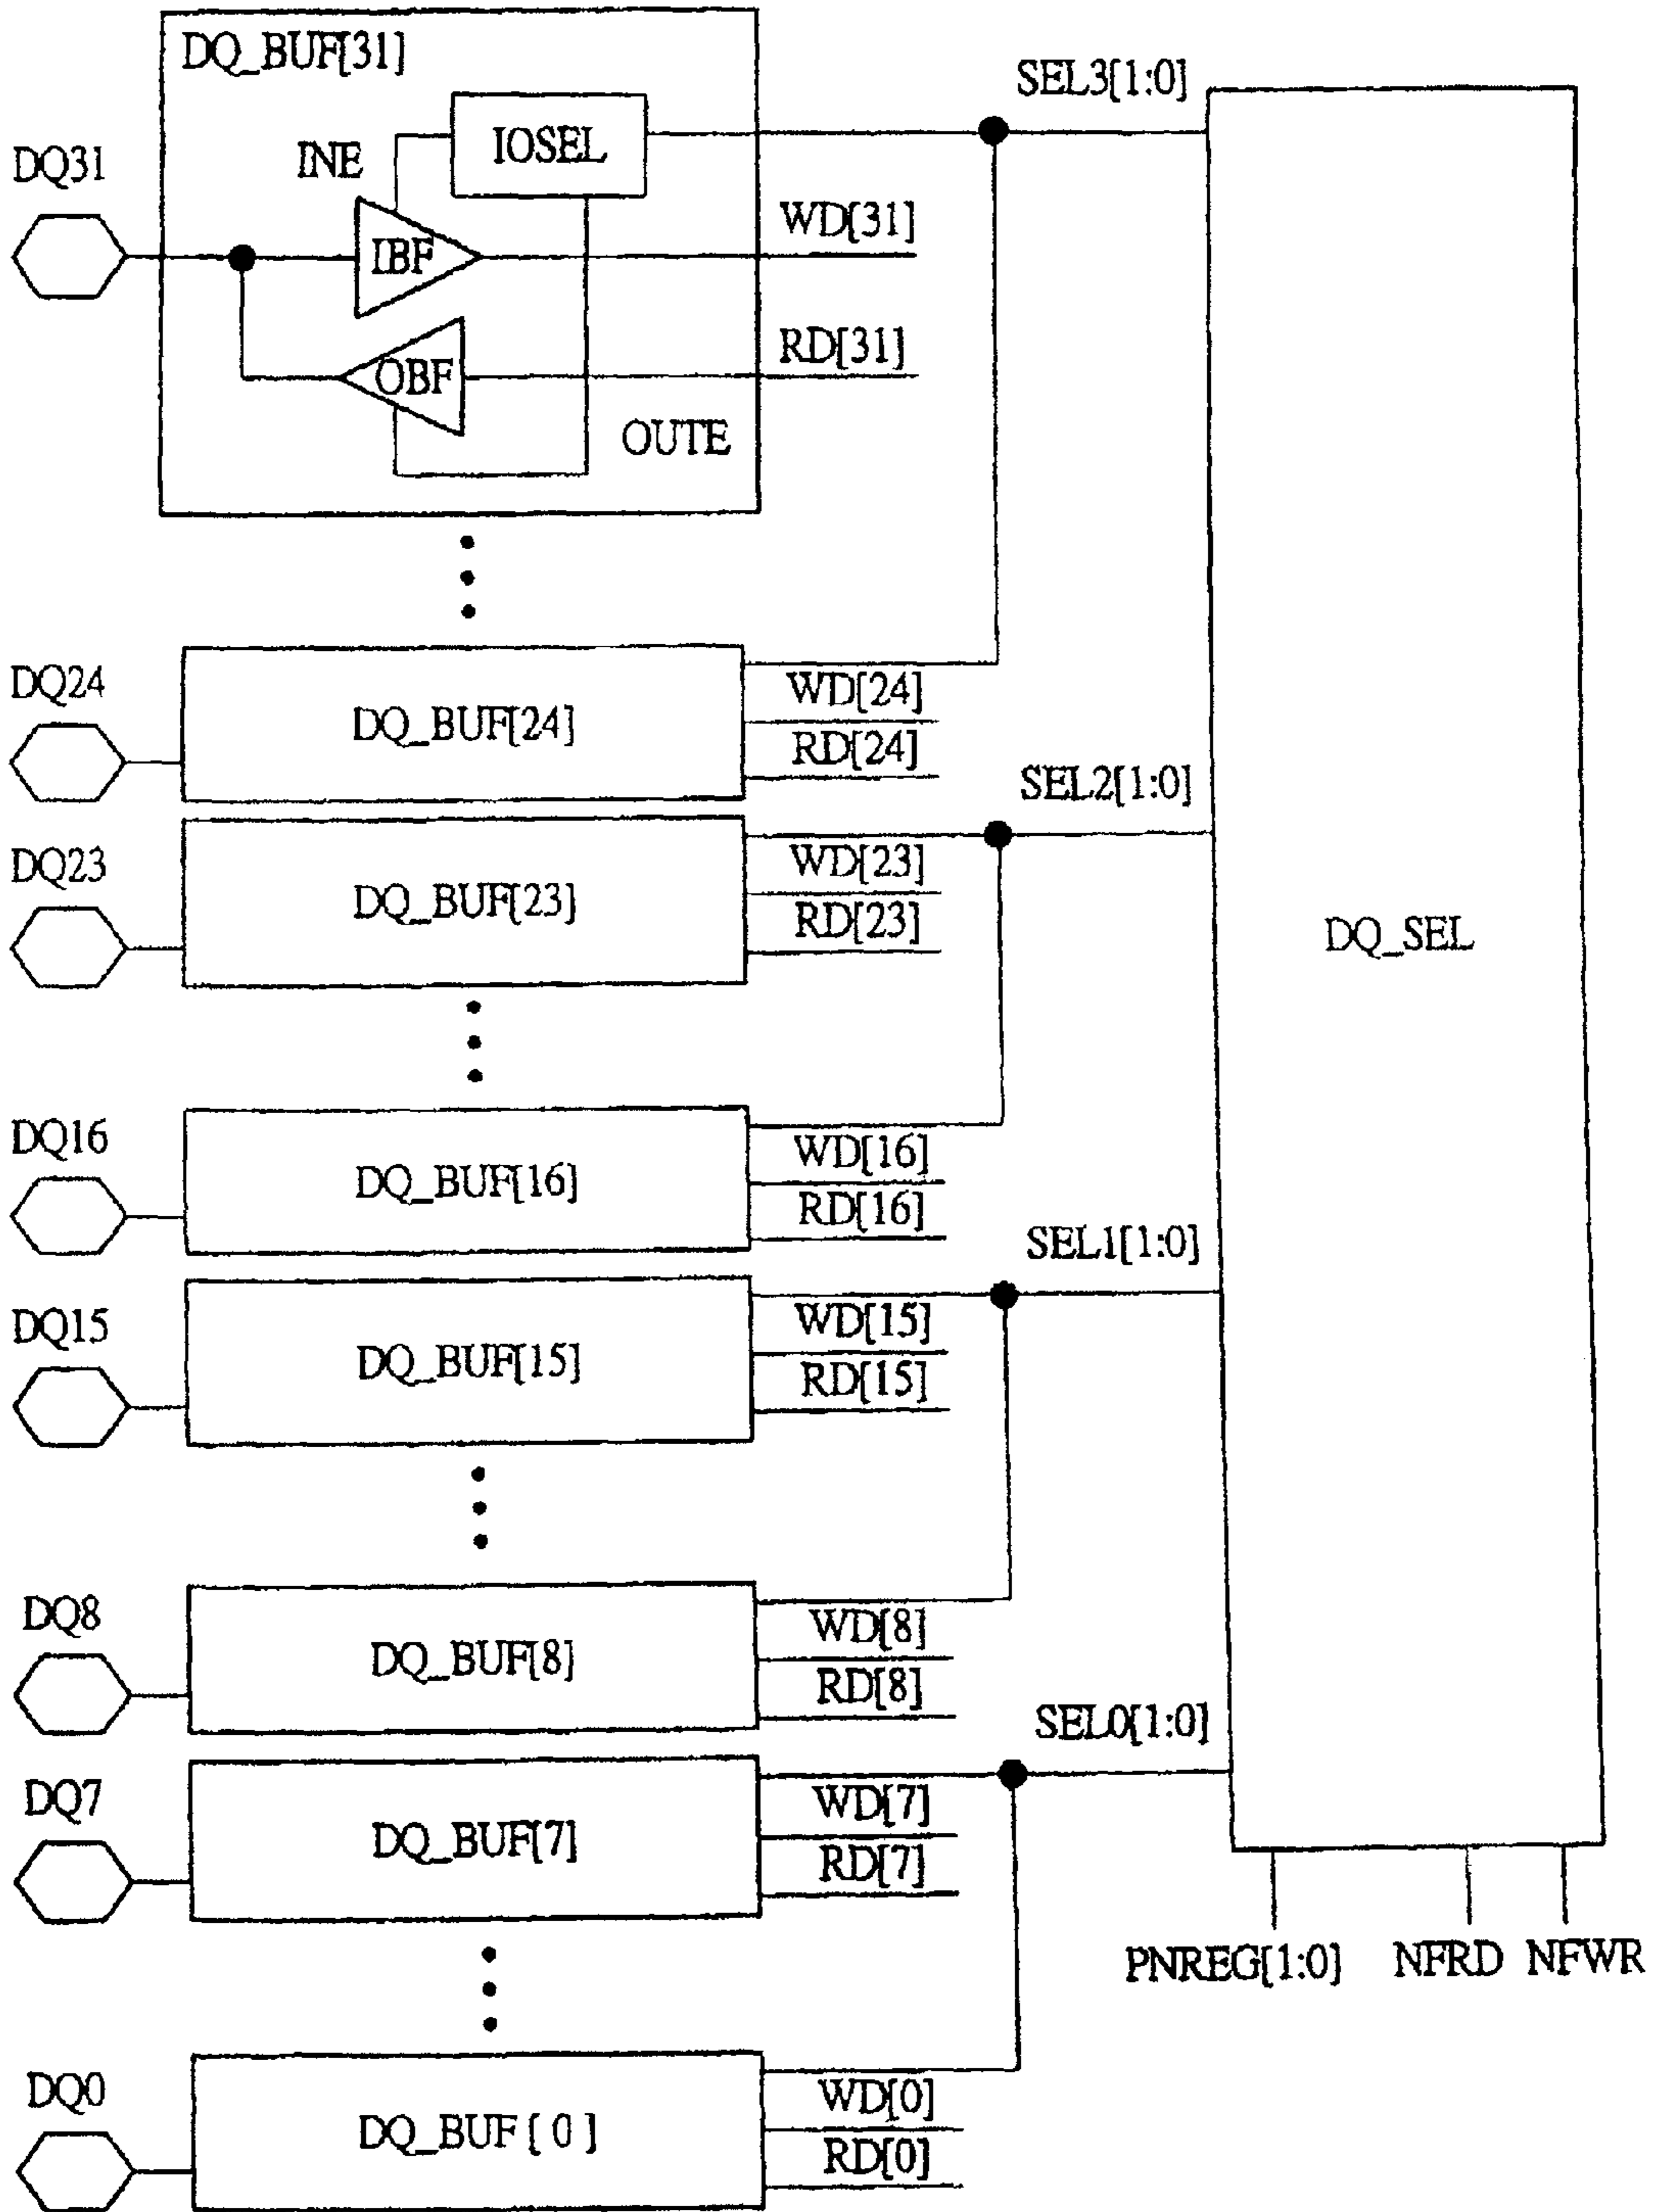 DQ_BUF[31]
SEL3[1:0]
DQ31
INE
IOSEL
IBF
WD[31]
OBF
RD[31]
OUTE
DQ24
DQ_BUF[24]
WD[24]
RD[24]
SEL2[1:0]
DQ23
DQ_BUF[23]
WD[23]
RD[23]
DQ_SEL
DQ16
DQ_BUF[16]
WD[16]
RD[16]
SEL1[1:0]
DQ15
DQ_BUF[15]
WD[15]
RD[15]
DQ8
DQ_BUF[8]
WD[8]
RD[8]
SEL0[1:0]
DQ7
DQ_BUF[7]
WD[7]
RD[7]
PNREG[1:0] NFRD NFWR
DQ0
DQ_BUF [ 0 ]
WD[0]
RD[0]